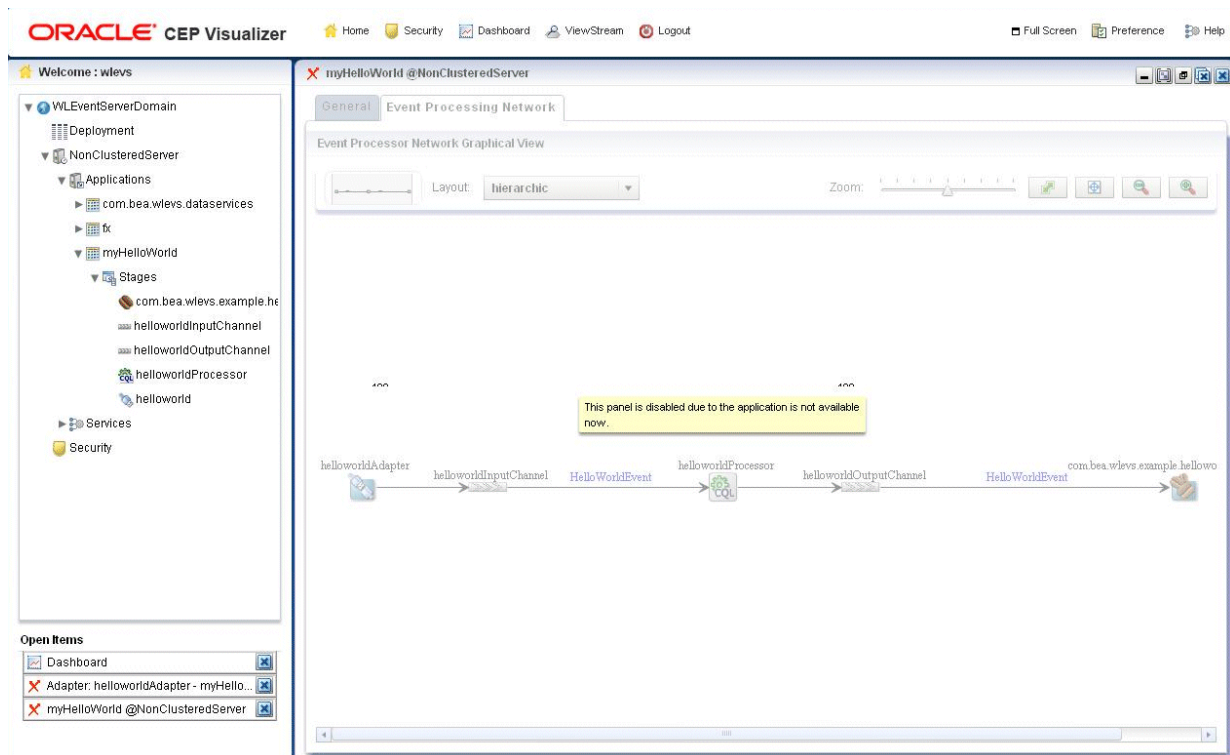 ORACLE CEP Visualizer
Home
Security
Dashboard
ViewStream
Logout
Full Screen
Preference
Help
Welcome : wlevs
WLEventServerDomain
Deployment
NonClusteredServer
Applications
com.bea.wlevs.dataservices
fx
myHelloWorld
Stages
com.bea.wlevs.example.he
helloworldInputChannel
helloworldOutputChannel
helloworldProcessor
helloworld
Services
Security
Open Items
Dashboard
Adapter: helloworldAdapter - myHello...
myHelloWorld @NonClusteredServer
myHelloWorld @NonClusteredServer
General
Event Processing Network
Event Processor Network Graphical View
Layout:
hierarchic
Zoom:
This panel is disabled due to the application is not available
now.
helloworldAdapter
helloworldInputChannel
HelloWorldEvent
helloworldProcessor
CQL
helloworldOutputChannel
HelloWorldEvent
com.bea.wlevs.example.hellowo